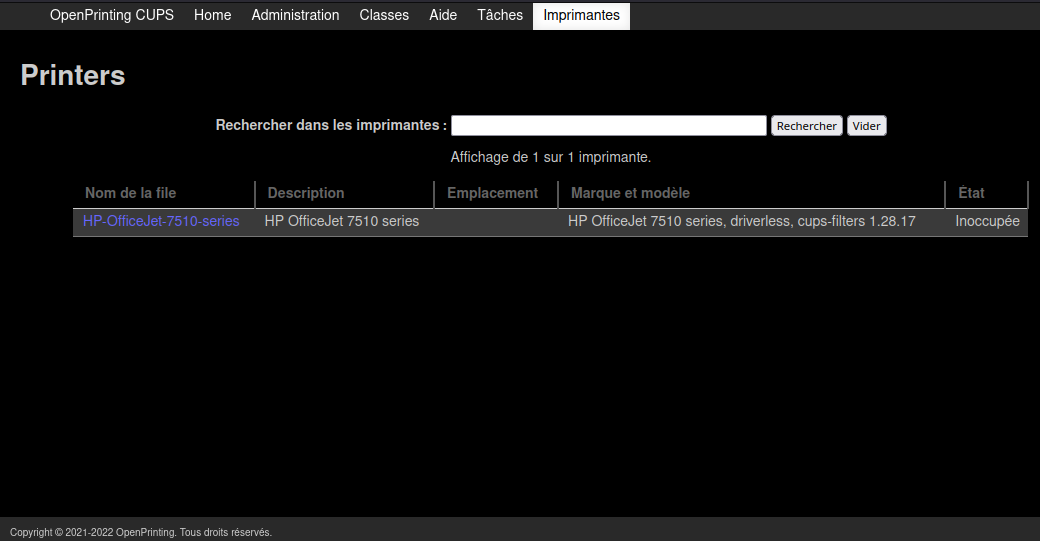 OpenPrinting CUPS Home Administration Classes Aide Tâches Imprimantes
Printers
Rechercher dans les imprimantes : Rechercher Vider
Affichage de 1 sur 1 imprimante.
Nom de la file Description Emplacement Marque et modèle État
HP-OfficeJet-7510-series HP OfficeJet 7510 series HP OfficeJet 7510 series, driverless, cups-filters 1.28.17 Inoccupée
Copyright © 2021-2022 OpenPrinting. Tous droits réservés.